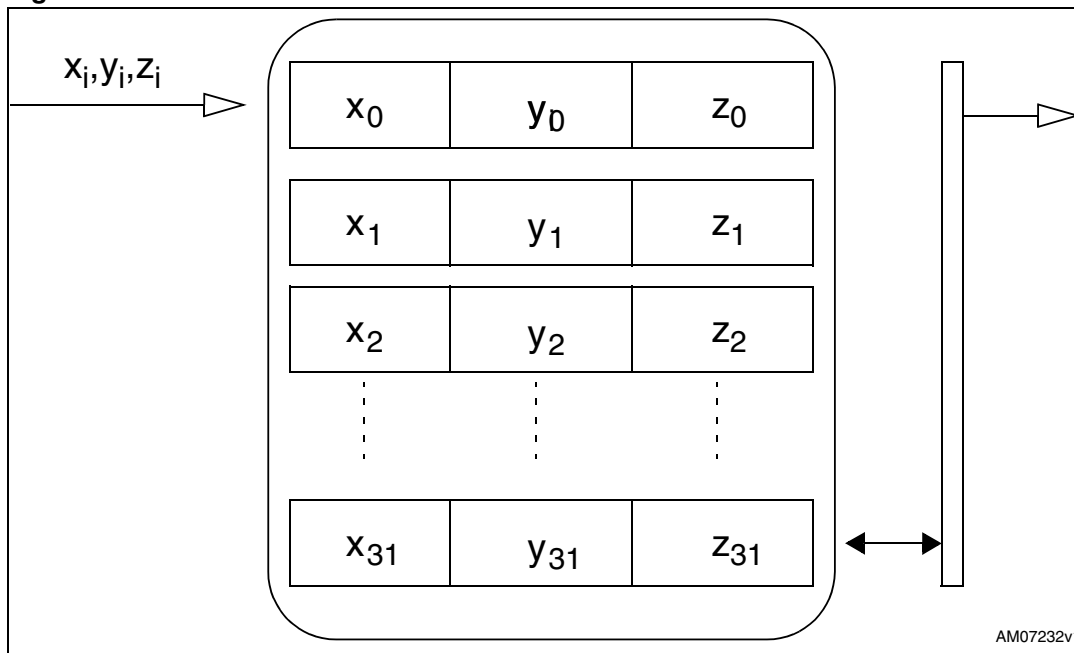 xᵢ,yᵢ,zᵢ
x₀ y₀ z₀
x₁ y₁ z₁
x₂ y₂ z₂
x₃₁ y₃₁ z₃₁
AM07232v